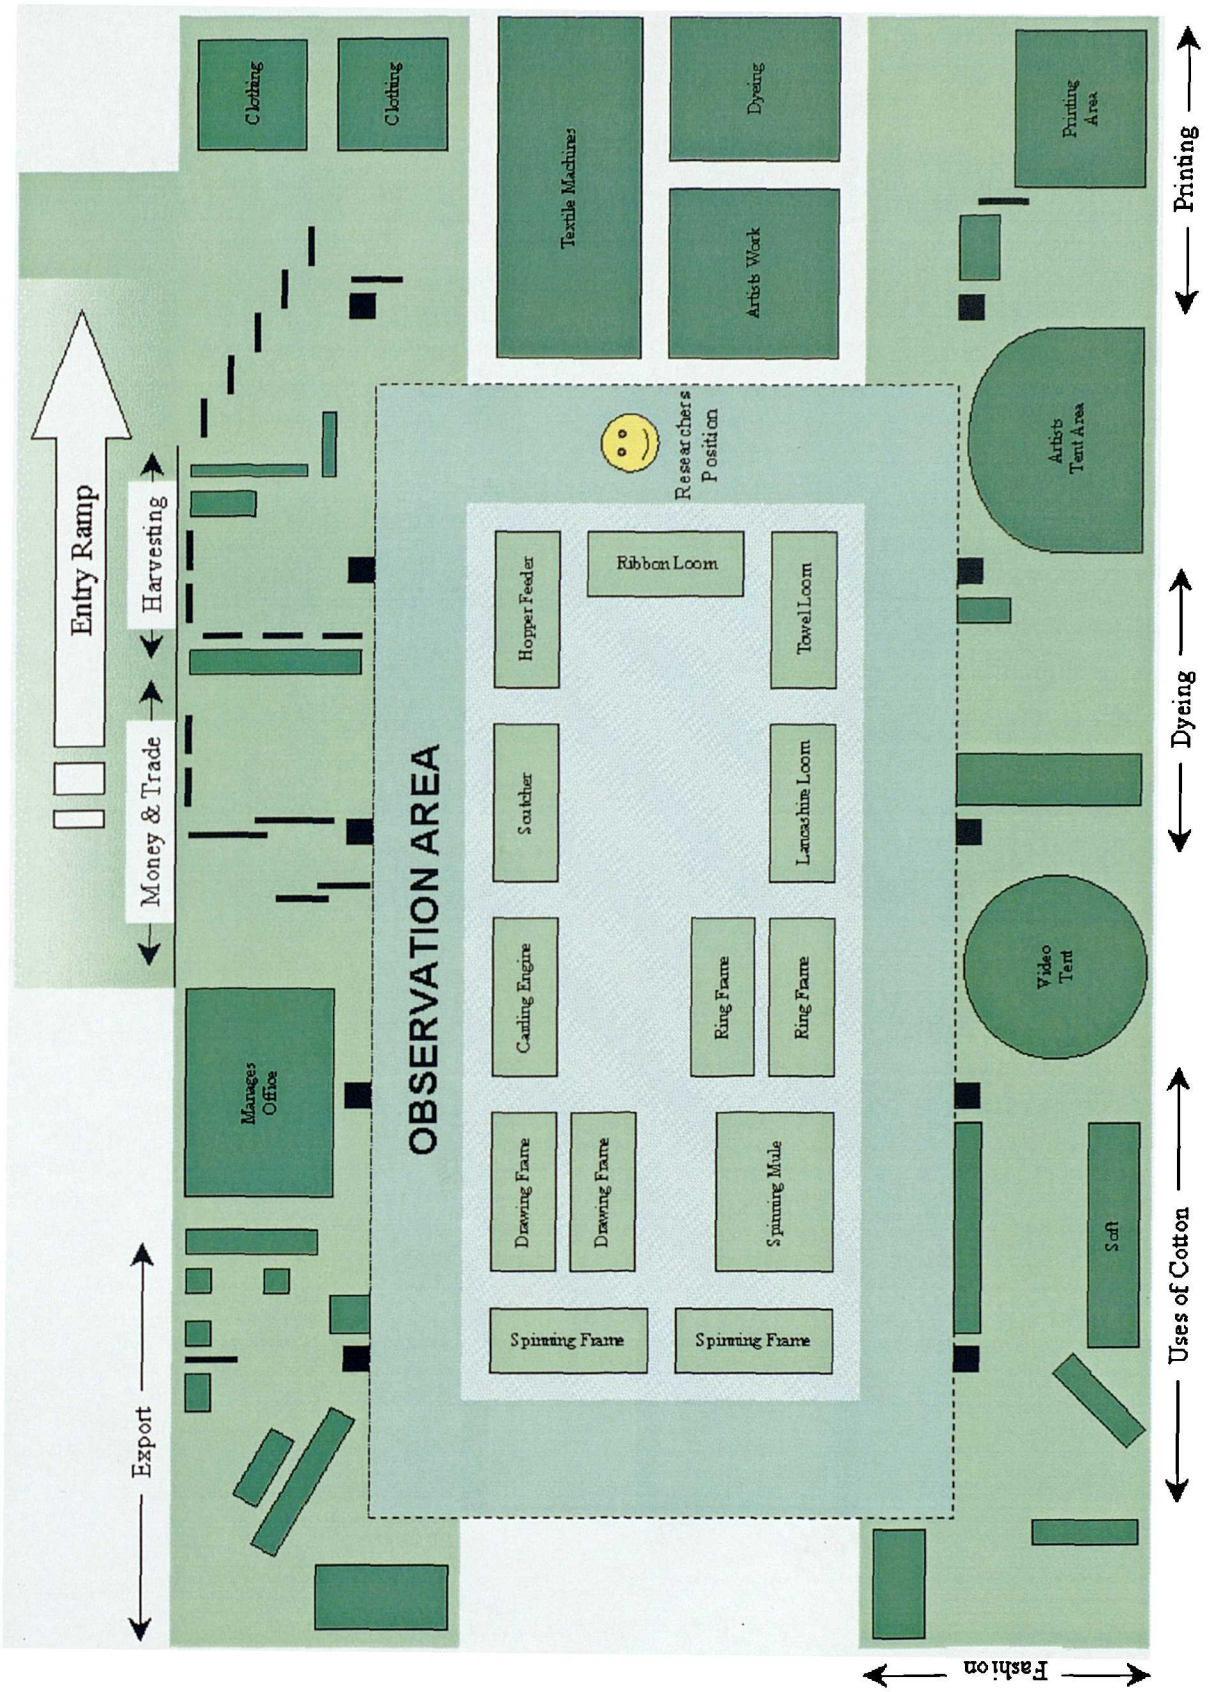 Entry Ramp
Money & Trade
Harvesting
Export
Manages
Office
Clothing
Clothing
Textile Machines
Dyeing
Artists Work
Printing
Area
OBSERVATION AREA
Researchers
Position
Spinning Frame
Drawing Frame
Drawing Frame
Carding Engine
Scutcher
Hopper Feeder
Ribbon Loom
Spinning Frame
Spinning Mule
Ring Frame
Ring Frame
Lancashire Loom
Towel Loom
Soft
Video
Tent
Artists
Tent Area
Fashion
Uses of Cotton
Dyeing
Printing